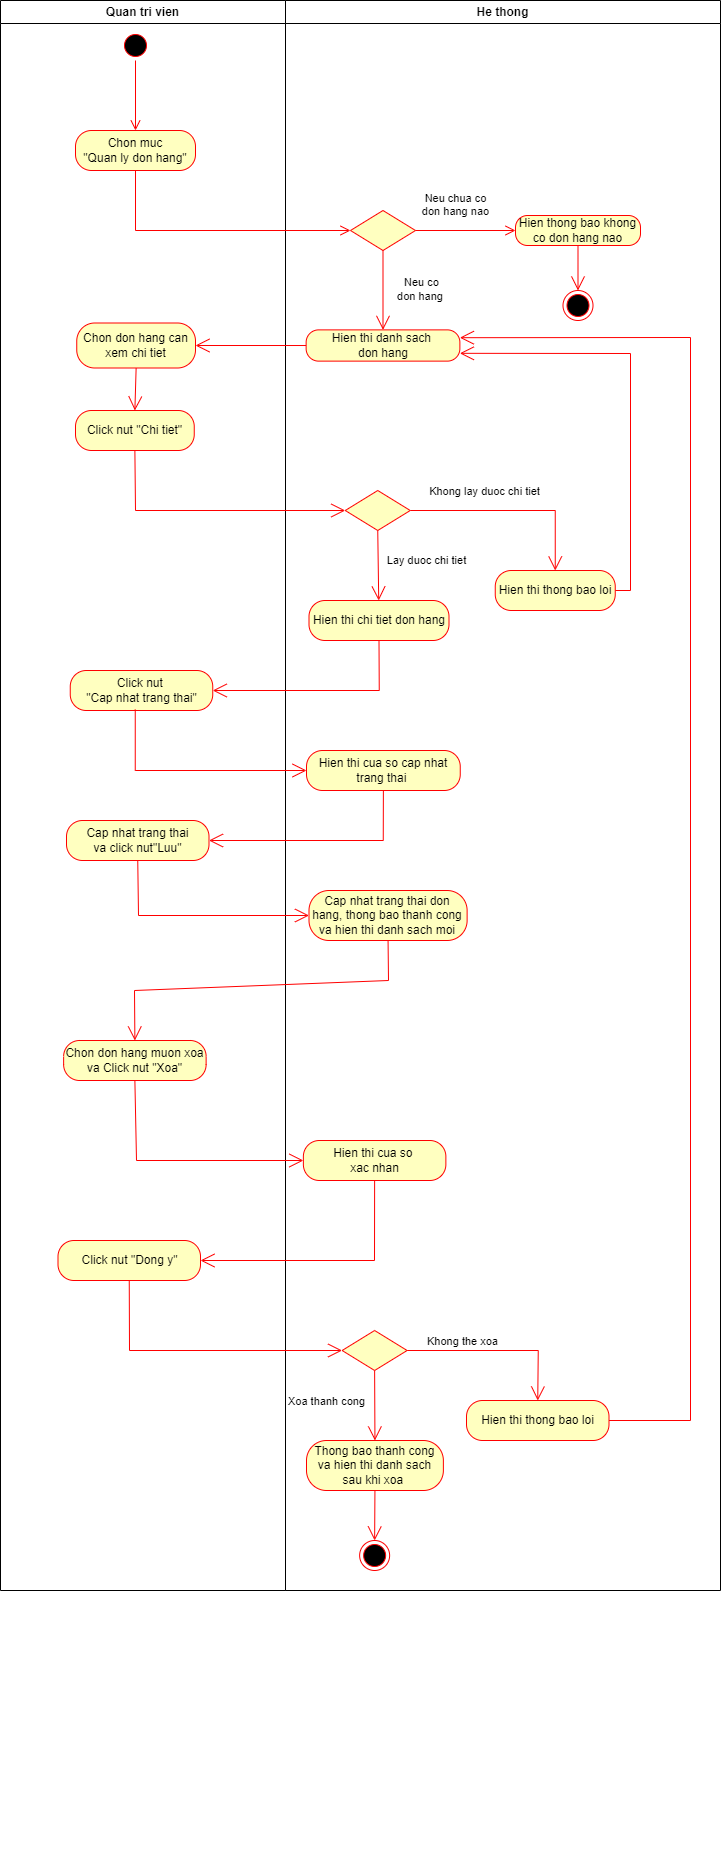 Quan tri vien
He thong
Chon muc
"Quan ly don hang"
Neu chua co
don hang nao
Hien thong bao khong
co don hang nao
Neu co
don hang
Hien thi danh sach
don hang
Chon don hang can
xem chi tiet
Click nut "Chi tiet"
Khong lay duoc chi tiet
Lay duoc chi tiet
Hien thi thong bao loi
Hien thi chi tiet don hang
Click nut
"Cap nhat trang thai"
Hien thi cua so cap nhat
trang thai
Cap nhat trang thai
va click nut"Luu"
Cap nhat trang thai don
hang, thong bao thanh cong
va hien thi danh sach moi
Chon don hang muon xoa
va Click nut "Xoa"
Hien thi cua so
xac nhan
Click nut "Dong y"
Khong the xoa
Xoa thanh cong
Hien thi thong bao loi
Thong bao thanh cong
va hien thi danh sach
sau khi xoa